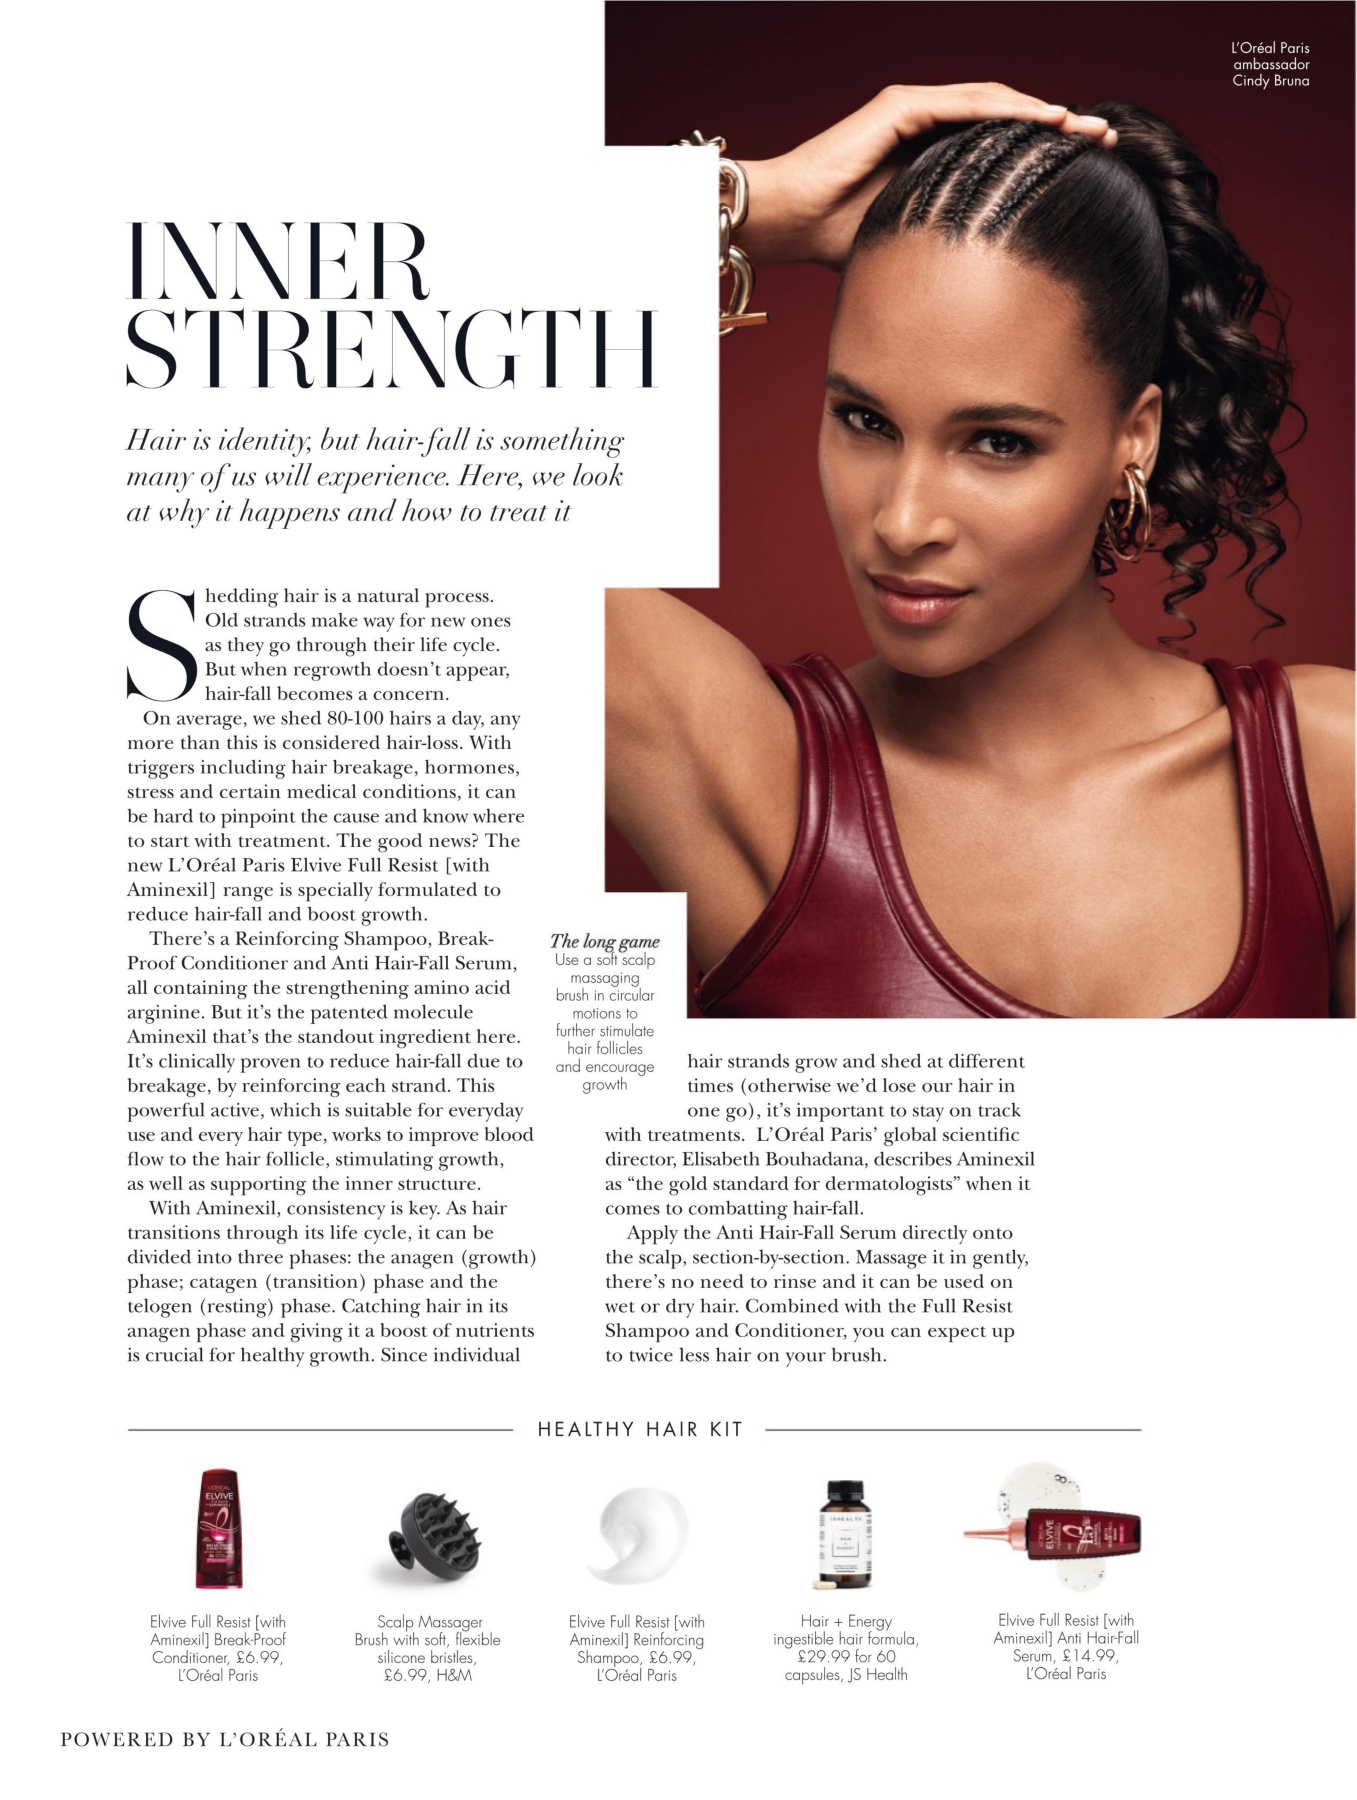 L'Oréal Paris
ambassador
Cindy Bruna
INNER
STRENGTH
Hair is identity, but hair-fall is something
many of us will experience. Here, we look
at why it happens and how to treat it
Shedding hair is a natural process.
Old strands make way for new ones
as they go through their life cycle.
But when regrowth doesn't appear,
hair-fall becomes a concern.
On average, we shed 80-100 hairs a day, any
more than this is considered hair-loss. With
triggers including hair breakage, hormones,
stress and certain medical conditions, it can
be hard to pinpoint the cause and know where
to start with treatment. The good news? The
new L'Oréal Paris Elvive Full Resist [with
Aminexil] range is specially formulated to
reduce hair-fall and boost growth.
There's a Reinforcing Shampoo, Break-
Proof Conditioner and Anti Hair-Fall Serum,
all containing the strengthening amino acid
arginine. But it's the patented molecule
Aminexil that's the standout ingredient here.
It's clinically proven to reduce hair-fall due to
breakage, by reinforcing each strand. This
powerful active, which is suitable for everyday
use and every hair type, works to improve blood
flow to the hair follicle, stimulating growth,
as well as supporting the inner structure.
With Aminexil, consistency is key. As hair
transitions through its life cycle, it can be
divided into three phases: the anagen (growth)
phase; catagen (transition) phase and the
telogen (resting) phase. Catching hair in its
anagen phase and giving it a boost of nutrients
is crucial for healthy growth. Since individual
The long game
Use a soft scalp
massaging
brush in circular
motions to
further stimulate
hair follicles
and encourage
growth
hair strands grow and shed at different
times (otherwise we'd lose our hair in
one go), it's important to stay on track
with treatments. L'Oréal Paris' global scientific
director, Elisabeth Bouhadana, describes Aminexil
as "the gold standard for dermatologists" when it
comes to combatting hair-fall.
Apply the Anti Hair-Fall Serum directly onto
the scalp, section-by-section. Massage it in gently,
there's no need to rinse and it can be used on
wet or dry hair. Combined with the Full Resist
Shampoo and Conditioner, you can expect up
to twice less hair on your brush.
HEALTHY HAIR KIT
ELVIVE
HAIR
ENERGY
ELVIVE
Elvive Full Resist [with
Aminexil] Break-Proof
Conditioner, £6.99,
L'Oréal Paris
Scalp Massager
Brush with soft, flexible
silicone bristles,
£6.99, H&M
Elvive Full Resist [with
Aminexil] Reinforcing
Shampoo, £6.99,
L'Oréal Paris
Hair + Energy
ingestible hair formula,
£29.99 for 60
capsules, JS Health
Elvive Full Resist [with
Aminexil] Anti Hair-Fall
Serum, £14.99,
L'Oréal Paris
POWERED BY L'ORÉAL PARIS